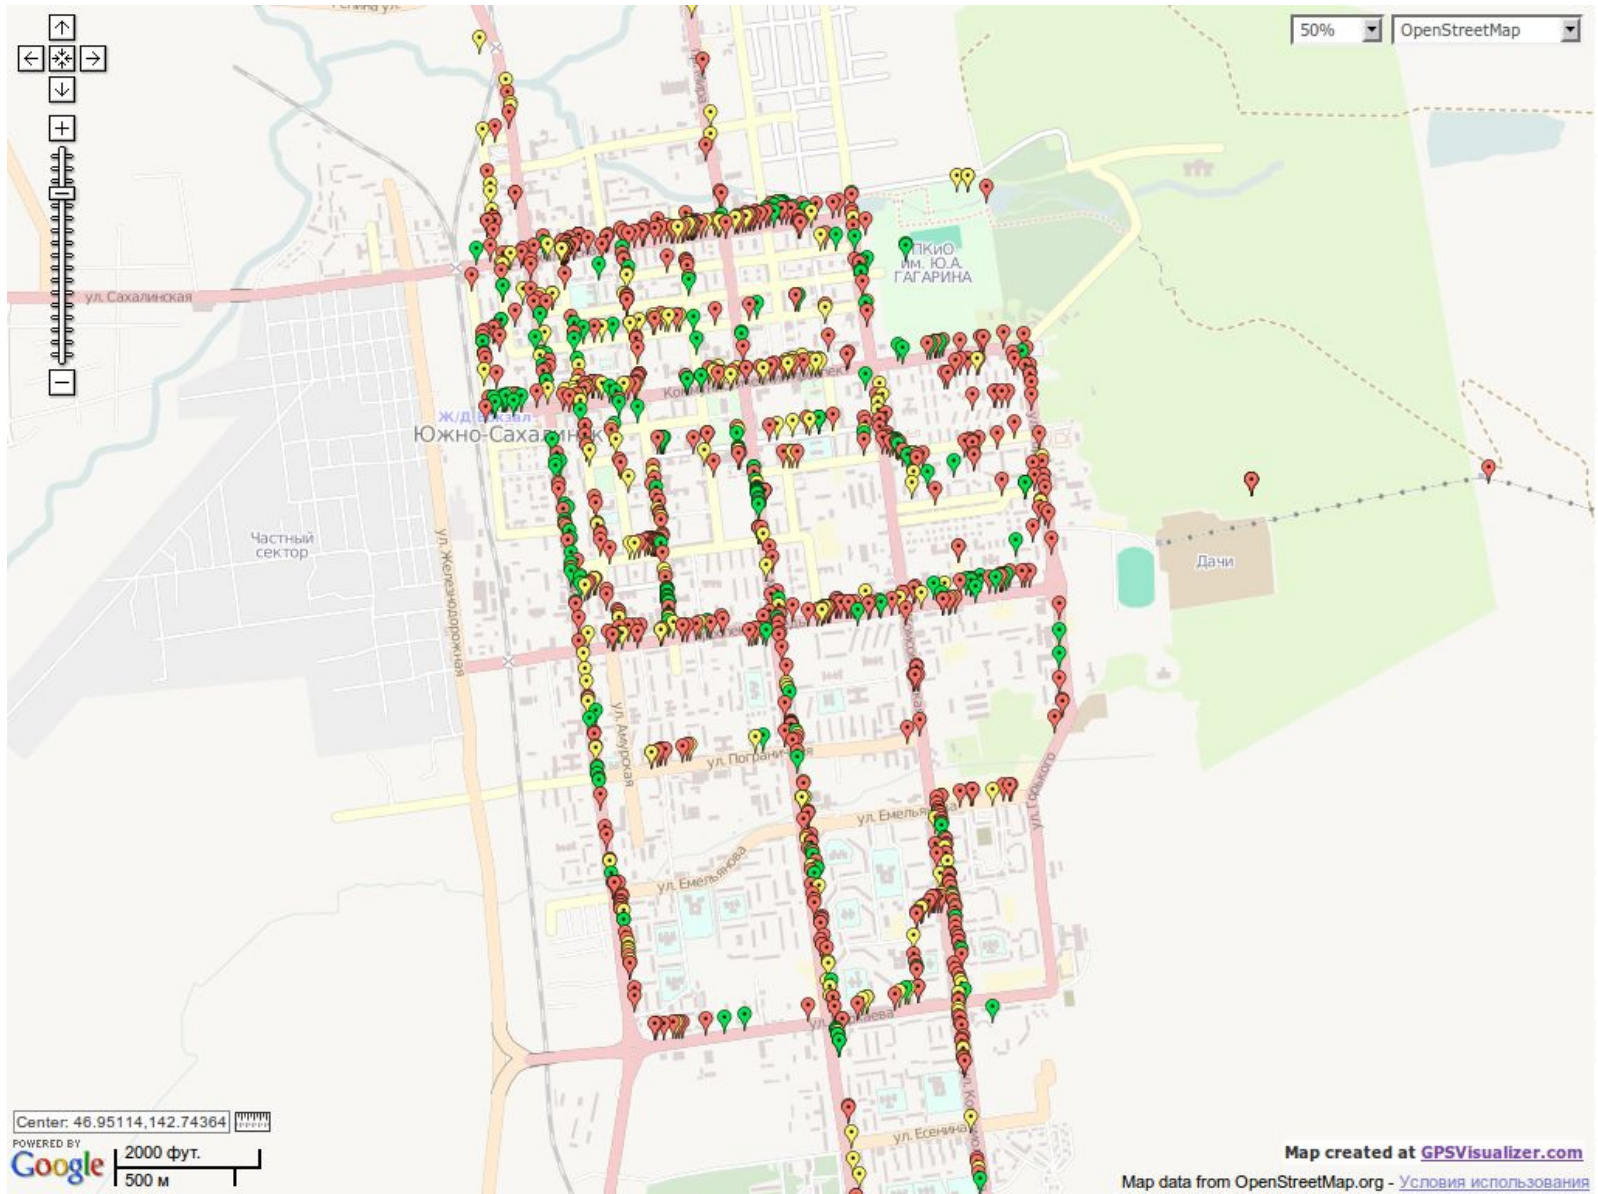 50%
OpenStreetMap
ул. Сахалинская
ПКиО
им. Ю.А.
ГАГАРИНА
Южно-Сахалинск
Частный
сектор
ул. Железнодорожная
Дачи
ул. Амурская
ул. Пограничная
ул. Горького
ул. Емельянова
ул. Емельянова
ул. Есенина
Center: 46.95114,142.74364
POWERED BY
Google
2000 фут.
500 м
Map created at GPSVisualizer.com
Map data from OpenStreetMap.org - Условия использования